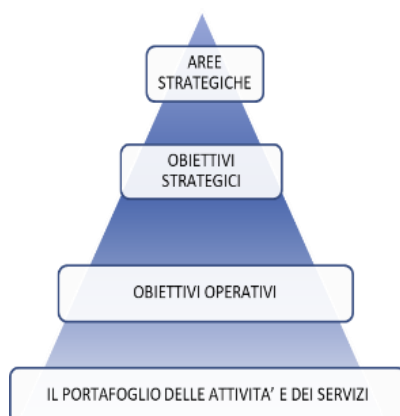 AREE
STRATEGICHE
OBIETTIVI
STRATEGICI
OBIETTIVI OPERATIVI
IL PORTAFOGLIO DELLE ATTIVITA’ E DEI SERVIZI